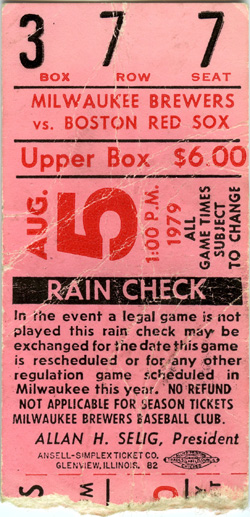 3 7 7
BOX ROW SEAT
MILWAUKEE BREWERS
vs. BOSTON RED SOX
Upper Box $6.00
AUG. 5 1:00 P.M. 1979
ALL
GAME TIMES
SUBJECT
TO CHANGE
RAIN CHECK
In the event a legal game is not
played this rain check may be
exchanged for the date this game
is rescheduled or for any other
regulation game scheduled in
Milwaukee this year. NO REFUND
NOT APPLICABLE FOR SEASON TICKETS
MILWAUKEE BREWERS BASEBALL CLUB.
ALLAN H. SELIG, President
ANSELL-SIMPLEX TICKET CO.
GLENVIEW, ILLINOIS. 82